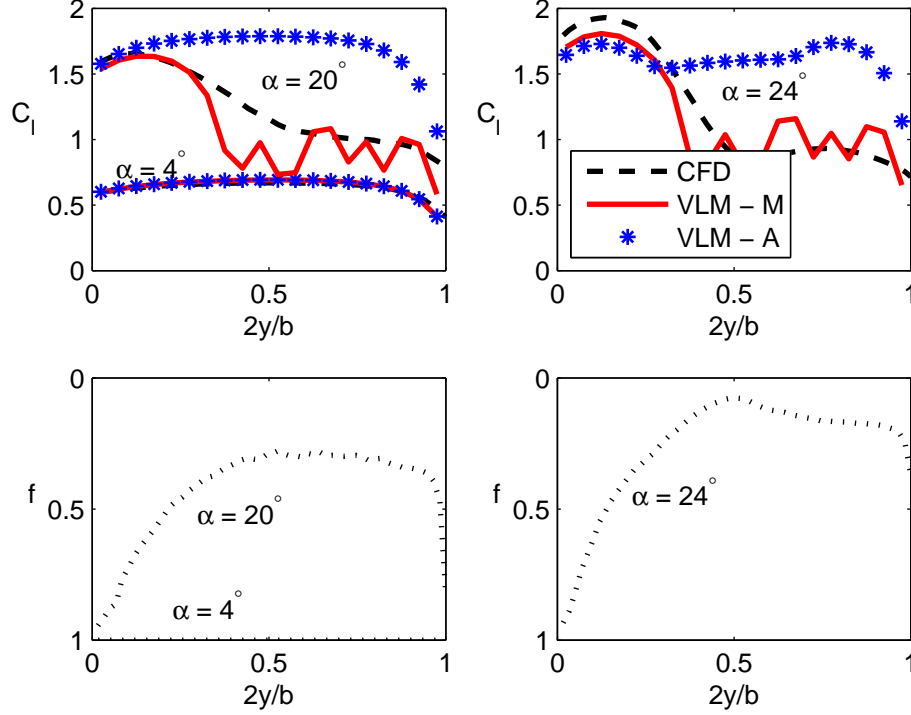 2
1.5
1
0.5
0
C_l
α = 20°
α = 4°
0
0.5
1
2y/b
2
1.5
1
0.5
0
C_l
α = 24°
CFD
VLM − M
VLM − A
0
0.5
1
2y/b
0
0.5
1
f
α = 20°
α = 4°
0
0.5
1
2y/b
0
0.5
1
f
α = 24°
0
0.5
1
2y/b